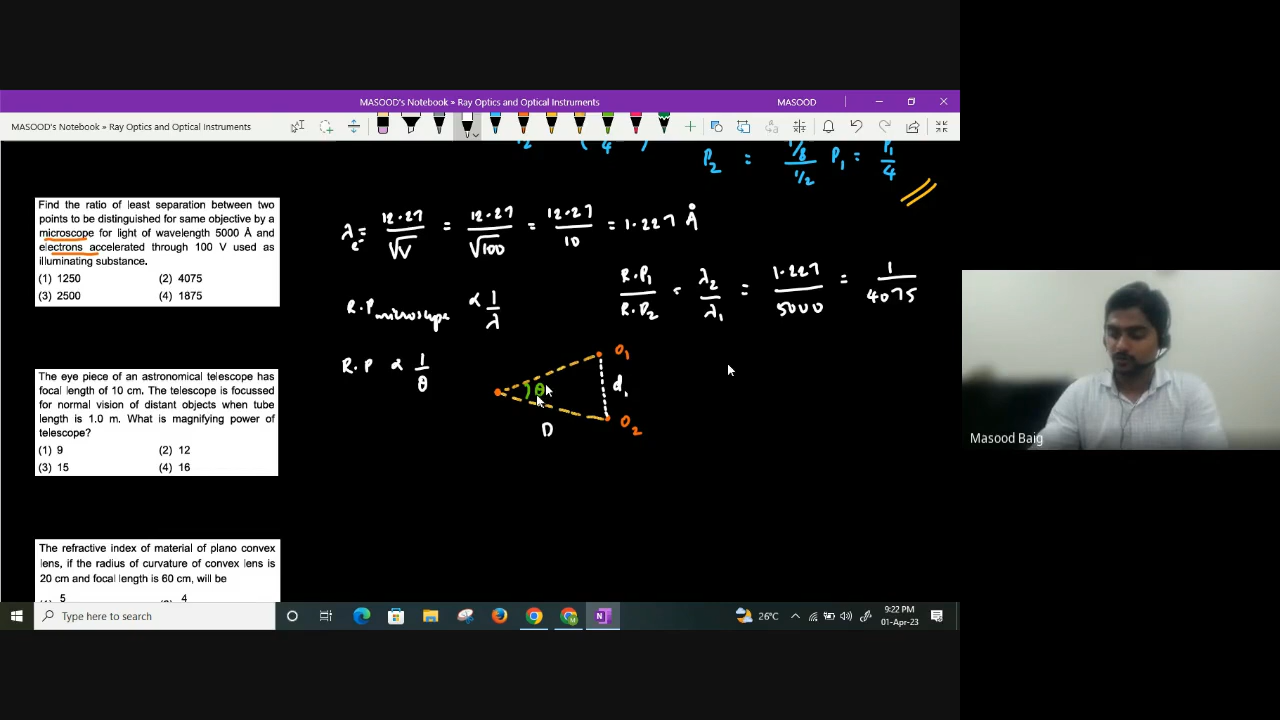 MASOOD's Notebook » Ray Optics and Optical Instruments
MASOOD
MASOOD's Notebook » Ray Optics and Optical Instruments
P₂ = 1/8 / 1/2 P₁ = P₁/4
Find the ratio of least separation between two
points to be distinguished for same objective by a
microscope for light of wavelength 5000 Å and
electrons accelerated through 100 V used as
illuminating substance.
(1) 1250 (2) 4075
(3) 2500 (4) 1875
λe⁻ = 12.27/√V = 12.27/√100 = 12.27/10 = 1.227 Å
R.P microscope ∝ 1/λ
R.P₁/R.P₂ = λ₂/λ₁ = 1.227/5000 = 1/4075
R.P ∝ 1/θ
O₁
θ
d₁
O₂
D
The eye piece of an astronomical telescope has
focal length of 10 cm. The telescope is focussed
for normal vision of distant objects when tube
length is 1.0 m. What is magnifying power of
telescope?
(1) 9 (2) 12
(3) 15 (4) 16
The refractive index of material of plano convex
lens, if the radius of curvature of convex lens is
20 cm and focal length is 60 cm, will be
5 4
Masood Baig
Type here to search
26°C
9:22 PM
01-Apr-23